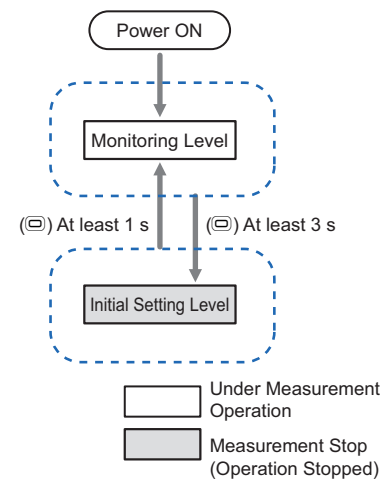 Power ON
Monitoring Level
() At least 1 s
() At least 3 s
Initial Setting Level
Under Measurement
Operation
Measurement Stop
(Operation Stopped)